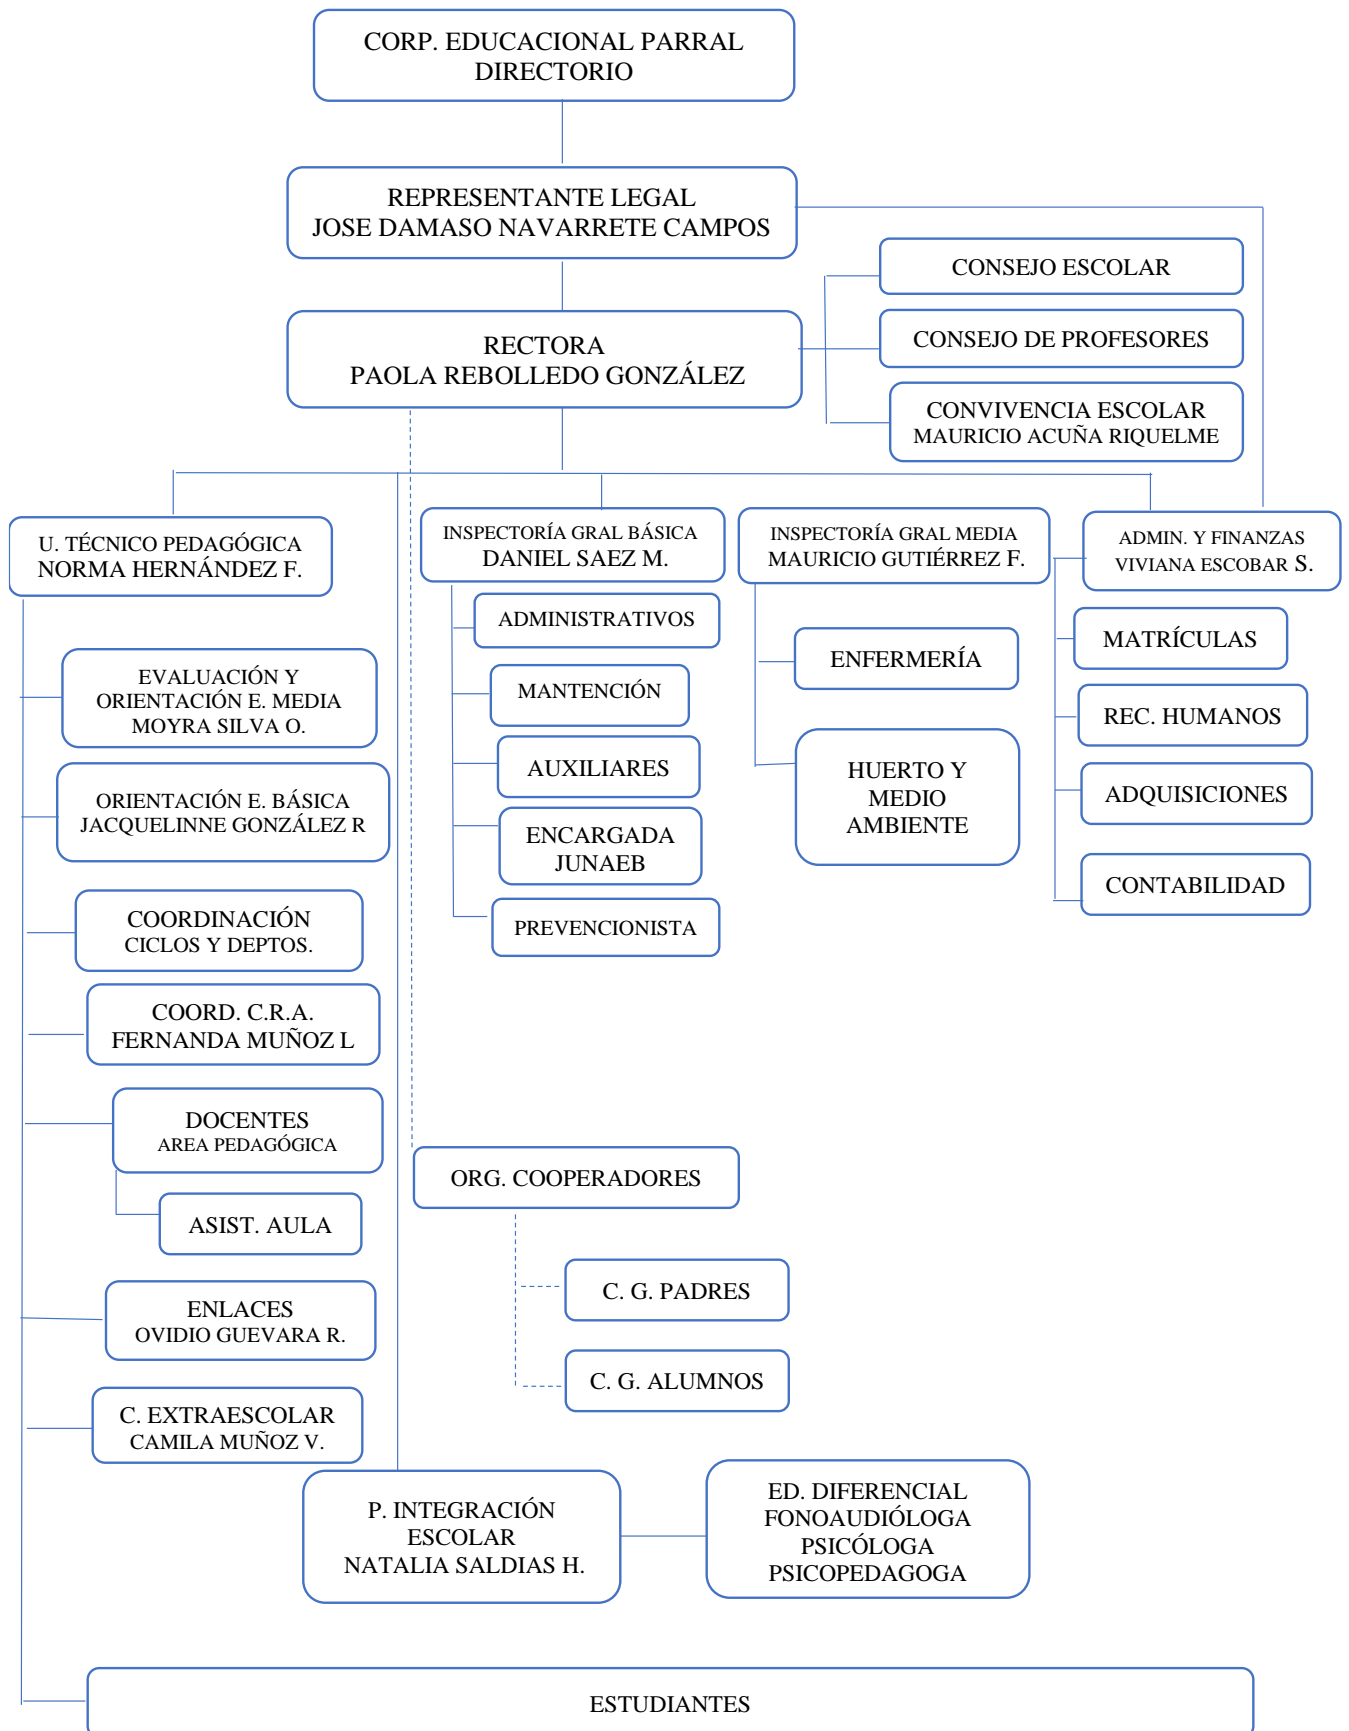 CORP. EDUCACIONAL PARRAL
DIRECTORIO
REPRESENTANTE LEGAL
JOSE DAMASO NAVARRETE CAMPOS
CONSEJO ESCOLAR
RECTORA
PAOLA REBOLLEDO GONZÁLEZ
CONSEJO DE PROFESORES
CONVIVENCIA ESCOLAR
MAURICIO ACUÑA RIQUELME
U. TÉCNICO PEDAGÓGICA
NORMA HERNÁNDEZ F.
EVALUACIÓN Y
ORIENTACIÓN E. MEDIA
MOYRA SILVA O.
ORIENTACIÓN E. BÁSICA
JACQUELINNE GONZÁLEZ R
COORDINACIÓN
CICLOS Y DEPTOS.
COORD. C.R.A.
FERNANDA MUÑOZ L
DOCENTES
AREA PEDAGÓGICA
ASIST. AULA
ENLACES
OVIDIO GUEVARA R.
C. EXTRAESCOLAR
CAMILA MUÑOZ V.
INSPECTORÍA GRAL BÁSICA
DANIEL SAEZ M.
ADMINISTRATIVOS
MANTENCIÓN
AUXILIARES
ENCARGADA
JUNAEB
PREVENCIONISTA
INSPECTORÍA GRAL MEDIA
MAURICIO GUTIÉRREZ F.
ENFERMERÍA
HUERTO Y
MEDIO
AMBIENTE
ADMIN. Y FINANZAS
VIVIANA ESCOBAR S.
MATRÍCULAS
REC. HUMANOS
ADQUISICIONES
CONTABILIDAD
ORG. COOPERADORES
C. G. PADRES
C. G. ALUMNOS
P. INTEGRACIÓN
ESCOLAR
NATALIA SALDIAS H.
ED. DIFERENCIAL
FONOAUDIÓLOGA
PSICÓLOGA
PSICOPEDAGOGA
ESTUDIANTES